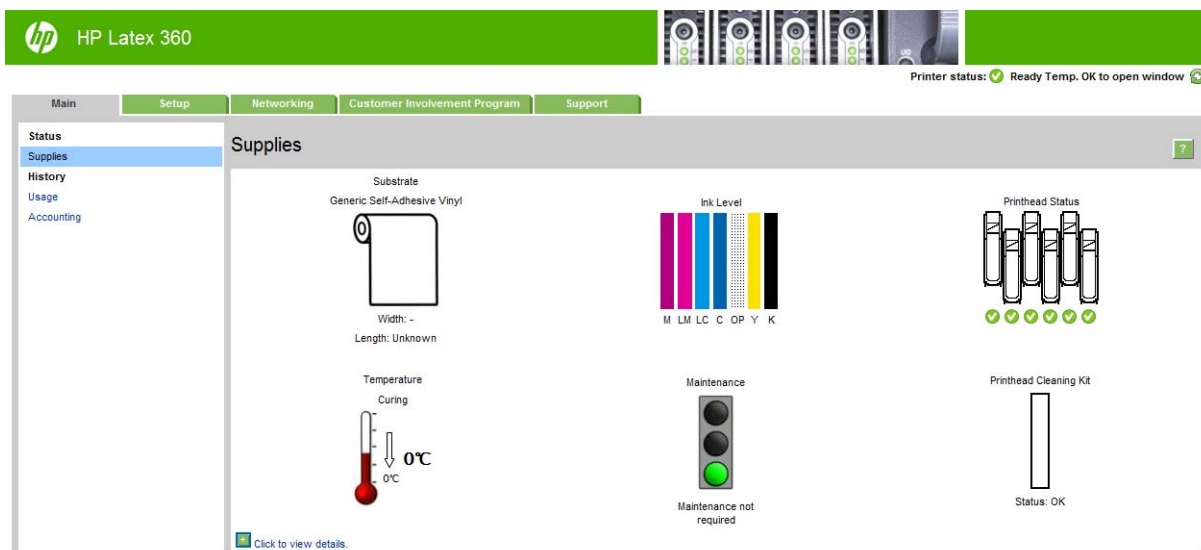 hp HP Latex 360
Printer status: Ready Temp. OK to open window
Main Setup Networking Customer Involvement Program Support
Status
Supplies
History
Usage
Accounting
Supplies
?
Substrate
Generic Self-Adhesive Vinyl
Width: -
Length: Unknown
Ink Level
M LM LC C OP Y K
Printhead Status
Temperature
Curing
0℃
0℃
Maintenance
Maintenance not
required
Printhead Cleaning Kit
Status: OK
Click to view details.